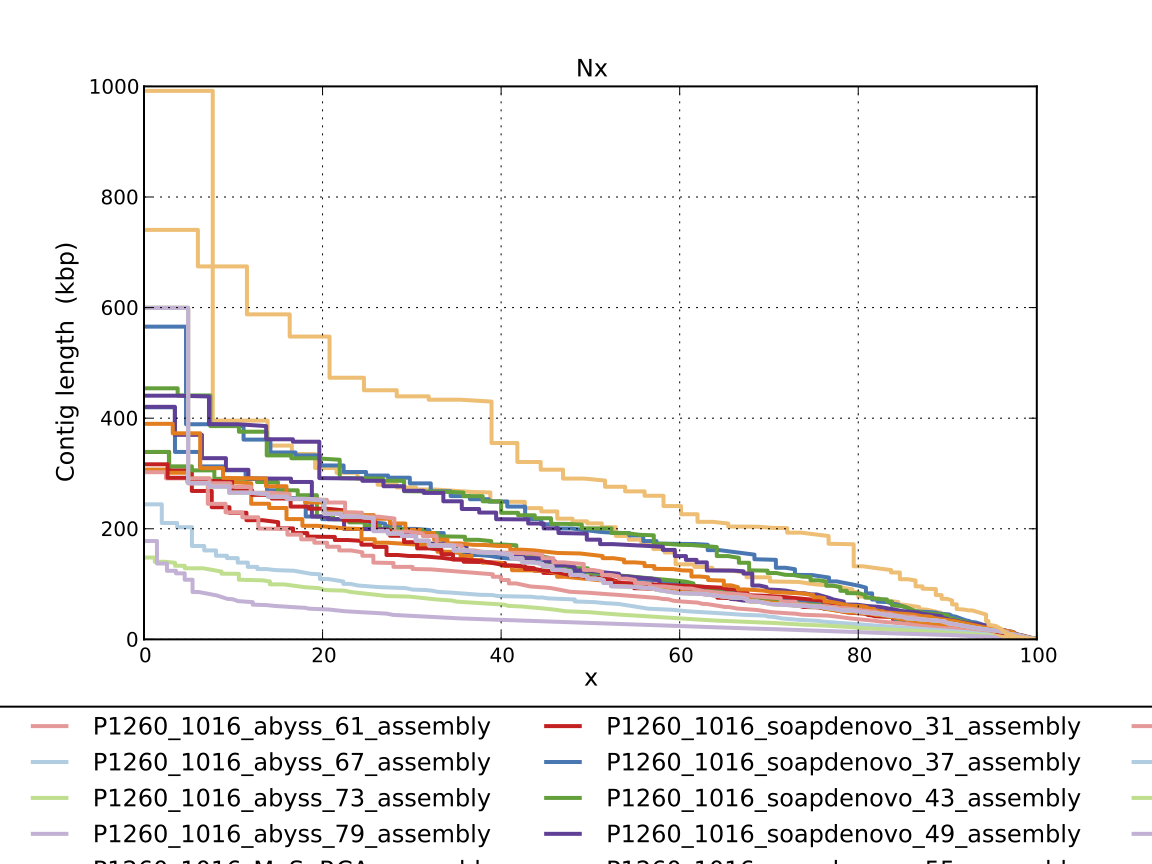 Nx
1000
800
600
400
200
0
Contig length (kbp)
0 20 40 60 80 100
x
P1260_1016_abyss_61_assembly P1260_1016_soapdenovo_31_assembly
P1260_1016_abyss_67_assembly P1260_1016_soapdenovo_37_assembly
P1260_1016_abyss_73_assembly P1260_1016_soapdenovo_43_assembly
P1260_1016_abyss_79_assembly P1260_1016_soapdenovo_49_assembly